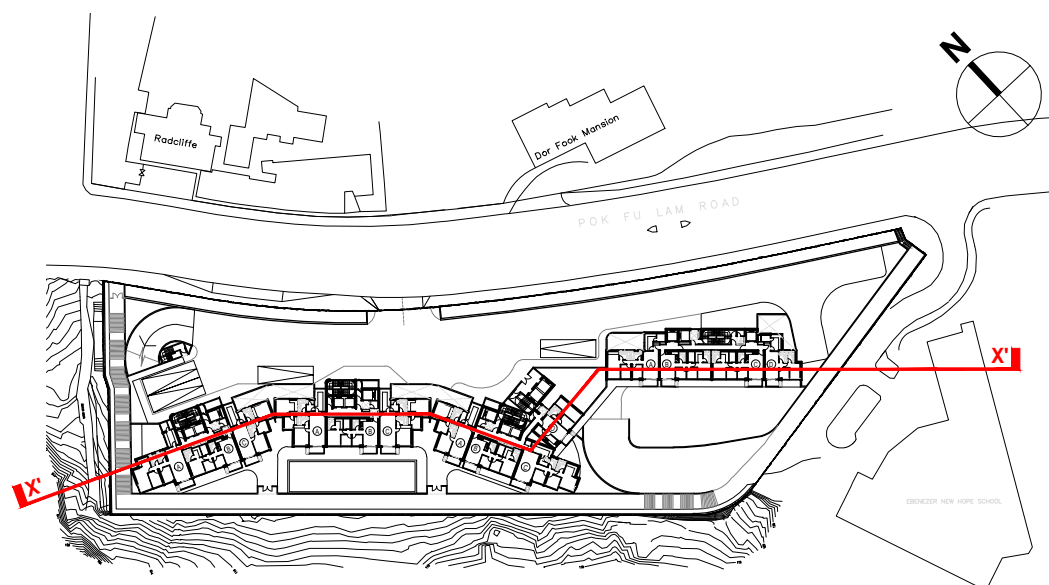 N
Radcliffe
Dor Fook Mansion
POK FU LAM ROAD
X'
X'
A
B
C
D
A
B
C
A
B
C
A
B
C
D
EBENEZER NEW HOPE SCHOOL